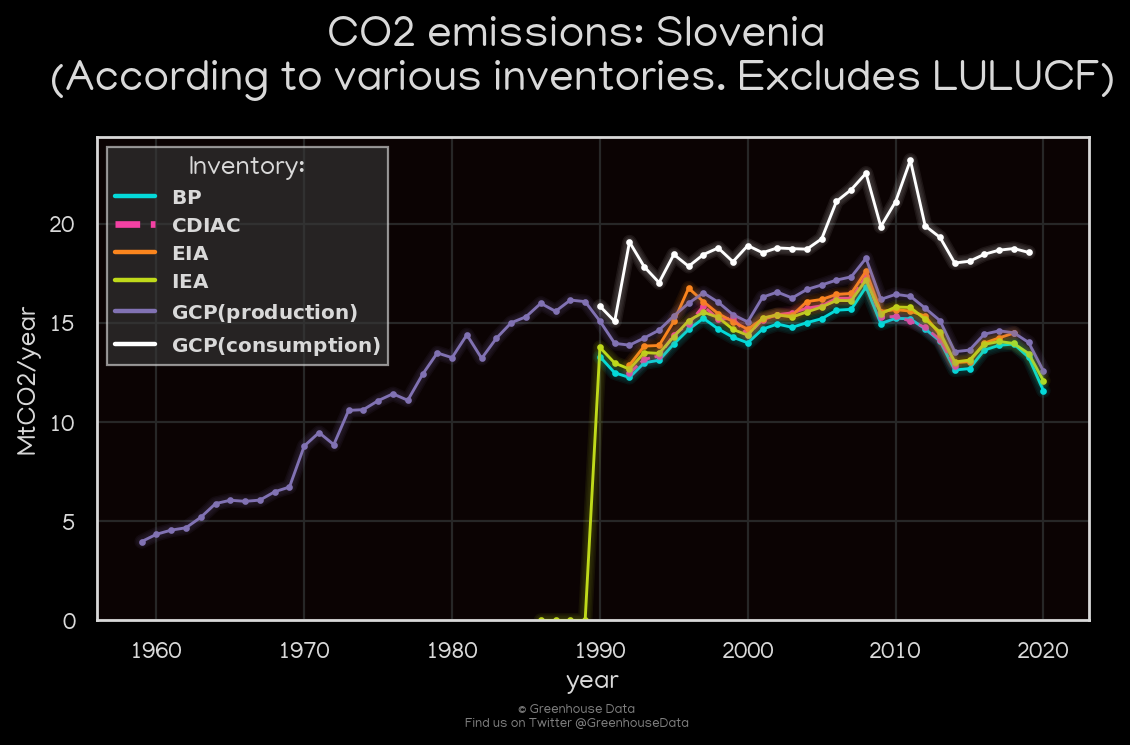 CO2 emissions: Slovenia
(According to various inventories. Excludes LULUCF)
Inventory:
BP
CDIAC
EIA
IEA
GCP(production)
GCP(consumption)
MtCO2/year
20
15
10
5
0
1960 1970 1980 1990 2000 2010 2020
year
© Greenhouse Data
Find us on Twitter @GreenhouseData